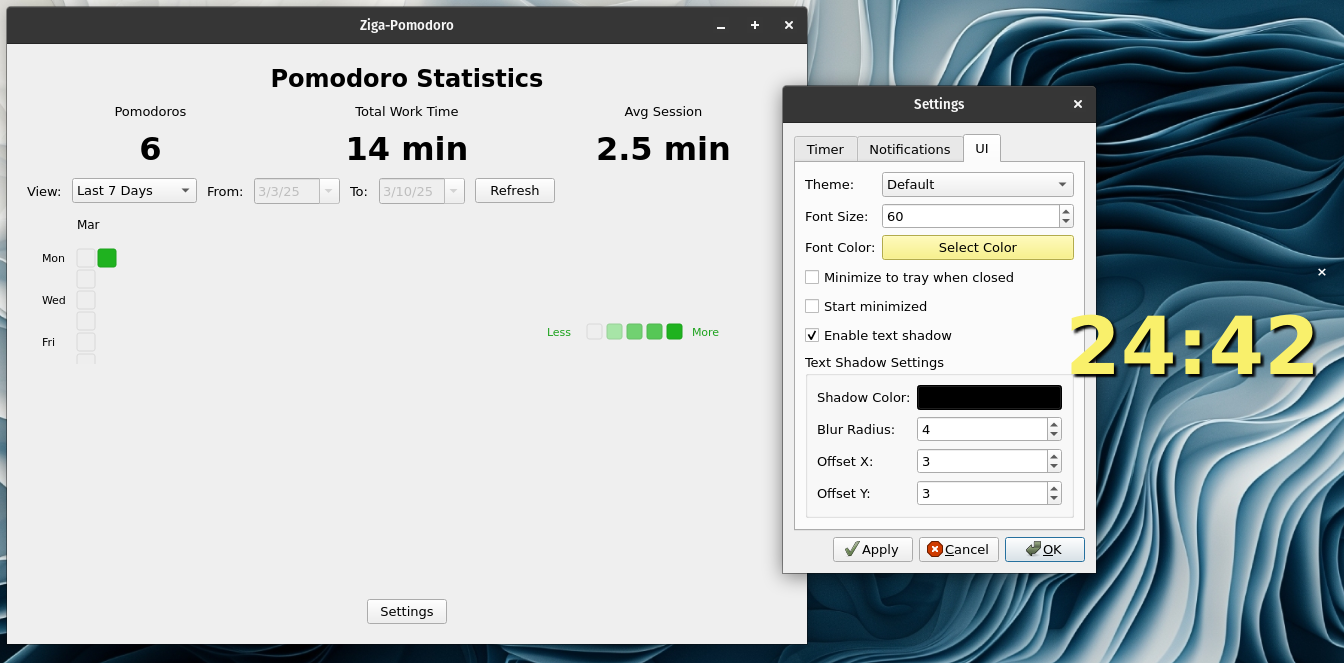 Ziga-Pomodoro
Pomodoro Statistics
Pomodoros Total Work Time Avg Session
6 14 min 2.5 min
View: Last 7 Days From: 3/3/25 To: 3/10/25 Refresh
Mar
Mon
Wed
Fri
Less More
Settings
Settings
Timer Notifications UI
Theme: Default
Font Size: 60
Font Color: Select Color
Minimize to tray when closed
Start minimized
Enable text shadow
Text Shadow Settings
Shadow Color:
Blur Radius: 4
Offset X: 3
Offset Y: 3
Apply Cancel OK
24:42